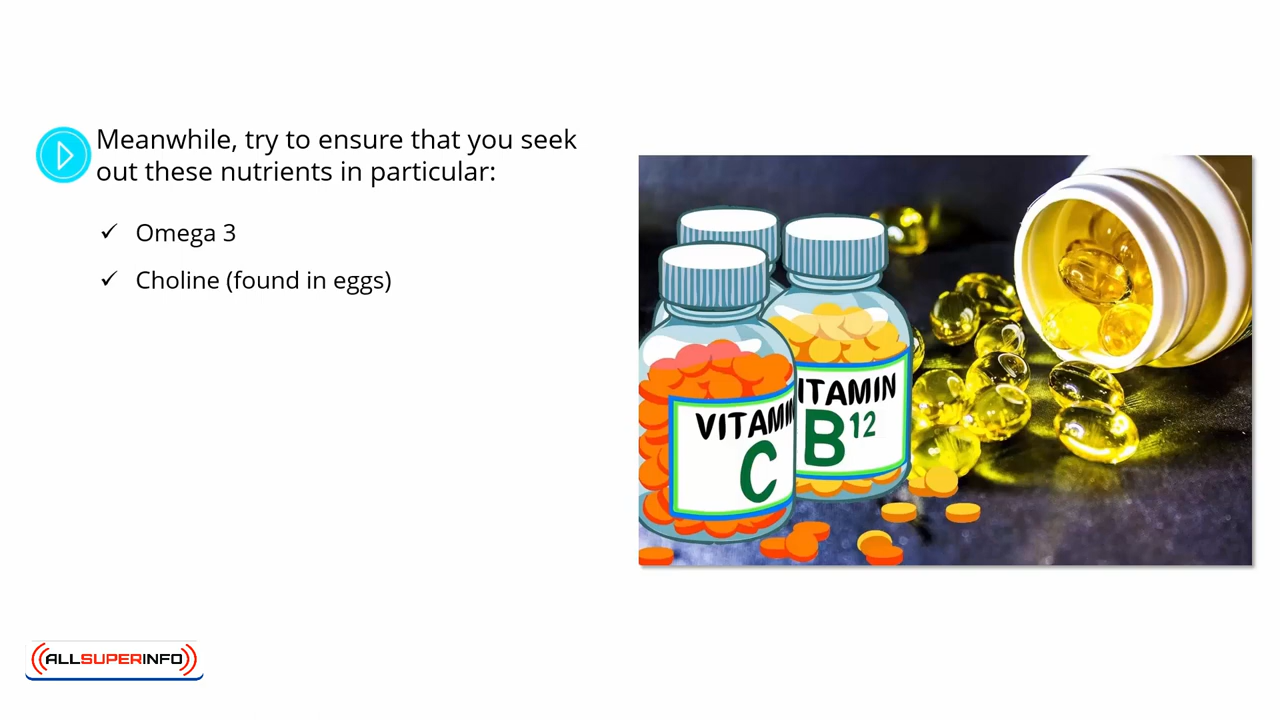 Meanwhile, try to ensure that you seek
out these nutrients in particular:
✓ Omega 3
✓ Choline (found in eggs)
VITAMIN
C
ITAMIN
B12
ALLSUPERINFO